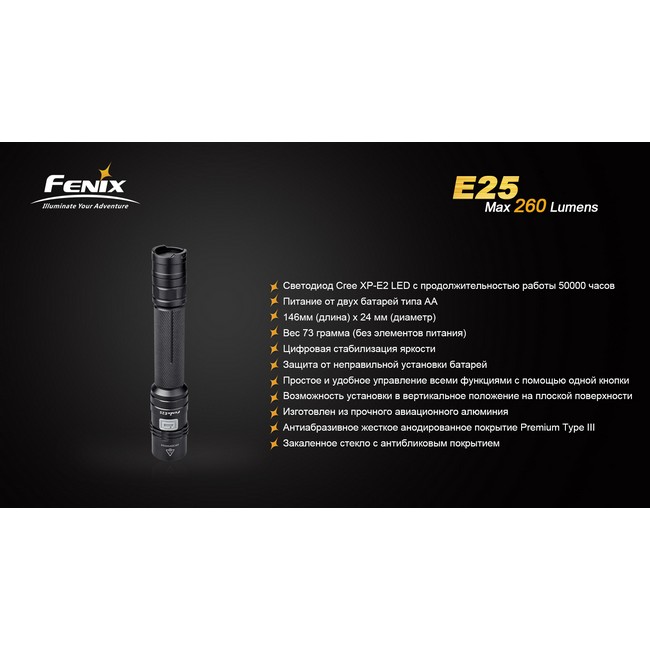 FENIX
Illuminate Your Adventure
E25
Max 260 Lumens
Светодиод Cree XP-E2 LED с продолжительностью работы 50000 часов
Питание от двух батарей типа АА
146мм (длина) х 24 мм (диаметр)
Вес 73 грамма (без элементов питания)
Цифровая стабилизация яркости
Защита от неправильной установки батарей
Простое и удобное управление всеми функциями с помощью одной кнопки
Возможность установки в вертикальное положение на плоской поверхности
Изготовлен из прочного авиационного алюминия
Антиабразивное жесткое анодированное покрытие Premium Type III
Закаленное стекло с антибликовым покрытием
Fenix E25